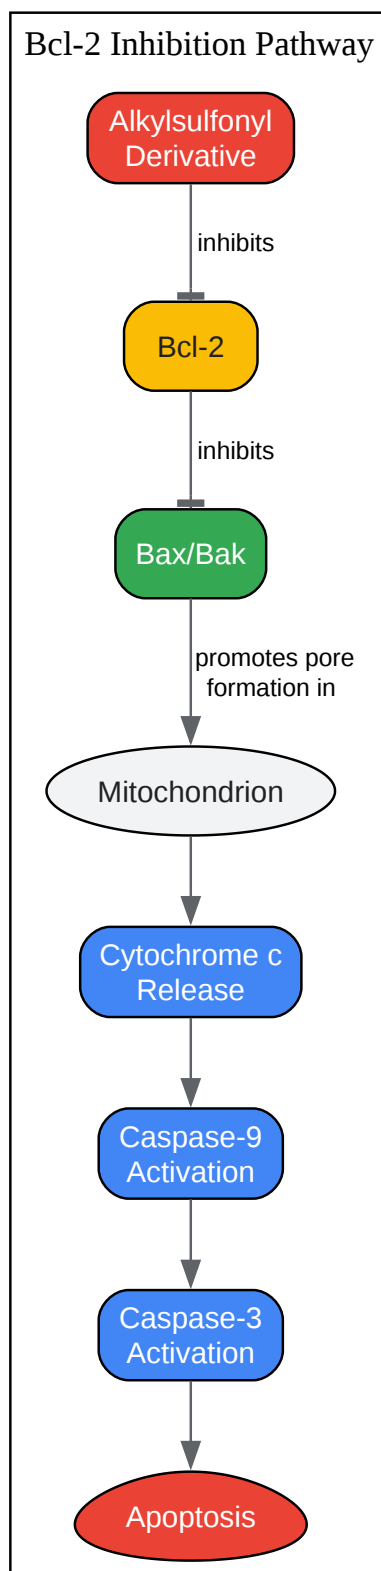 Bcl-2 Inhibition Pathway
Alkylsulfonyl
Derivative
inhibits
Bcl-2
inhibits
Bax/Bak
promotes pore
formation in
Mitochondrion
Cytochrome c
Release
Caspase-9
Activation
Caspase-3
Activation
Apoptosis